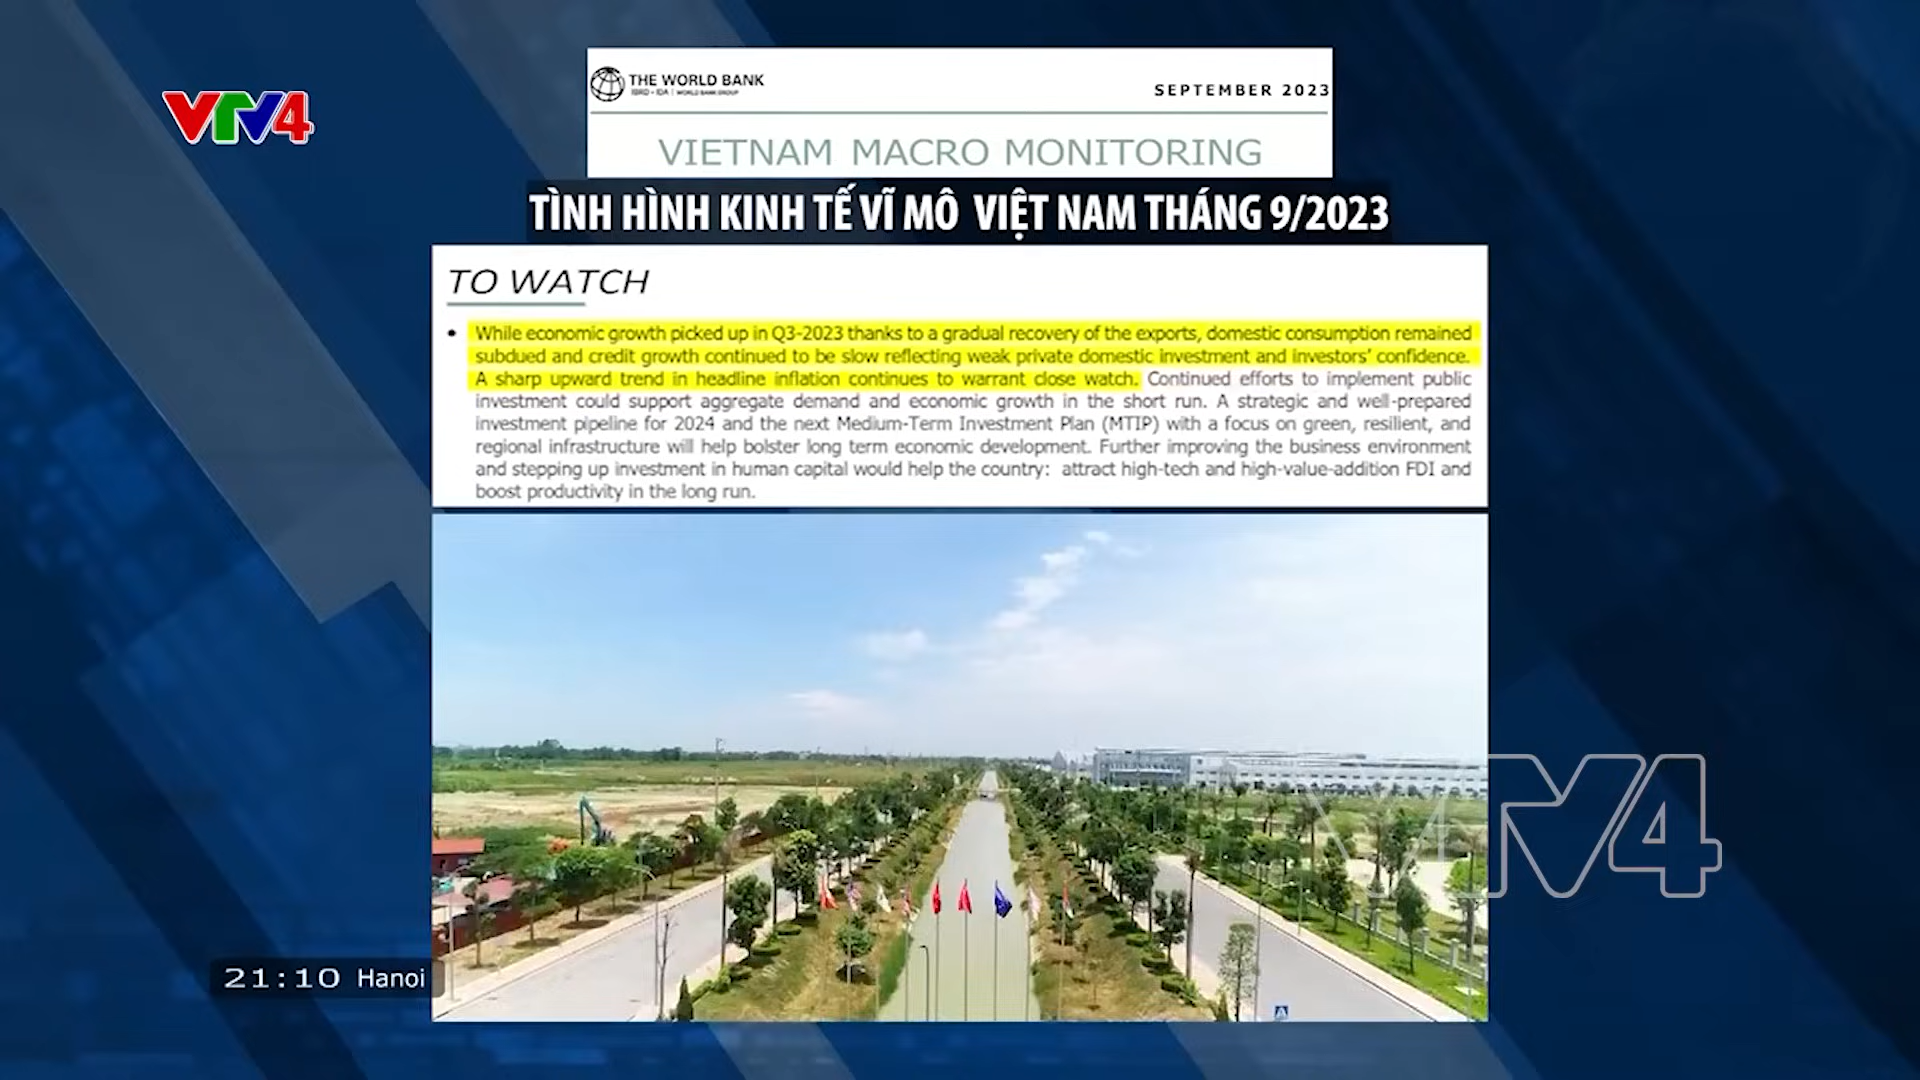 VTV4
THE WORLD BANK
IBRD • IDA | WORLD BANK GROUP
SEPTEMBER 2023
VIETNAM MACRO MONITORING
TÌNH HÌNH KINH TẾ VĨ MÔ VIỆT NAM THÁNG 9/2023
TO WATCH
• While economic growth picked up in Q3-2023 thanks to a gradual recovery of the exports, domestic consumption remained
subdued and credit growth continued to be slow reflecting weak private domestic investment and investors’ confidence.
A sharp upward trend in headline inflation continues to warrant close watch. Continued efforts to implement public
investment could support aggregate demand and economic growth in the short run. A strategic and well-prepared
investment pipeline for 2024 and the next Medium-Term Investment Plan (MTIP) with a focus on green, resilient, and
regional infrastructure will help bolster long term economic development. Further improving the business environment
and stepping up investment in human capital would help the country: attract high-tech and high-value-addition FDI and
boost productivity in the long run.
VTV4
21:10 Hanoi